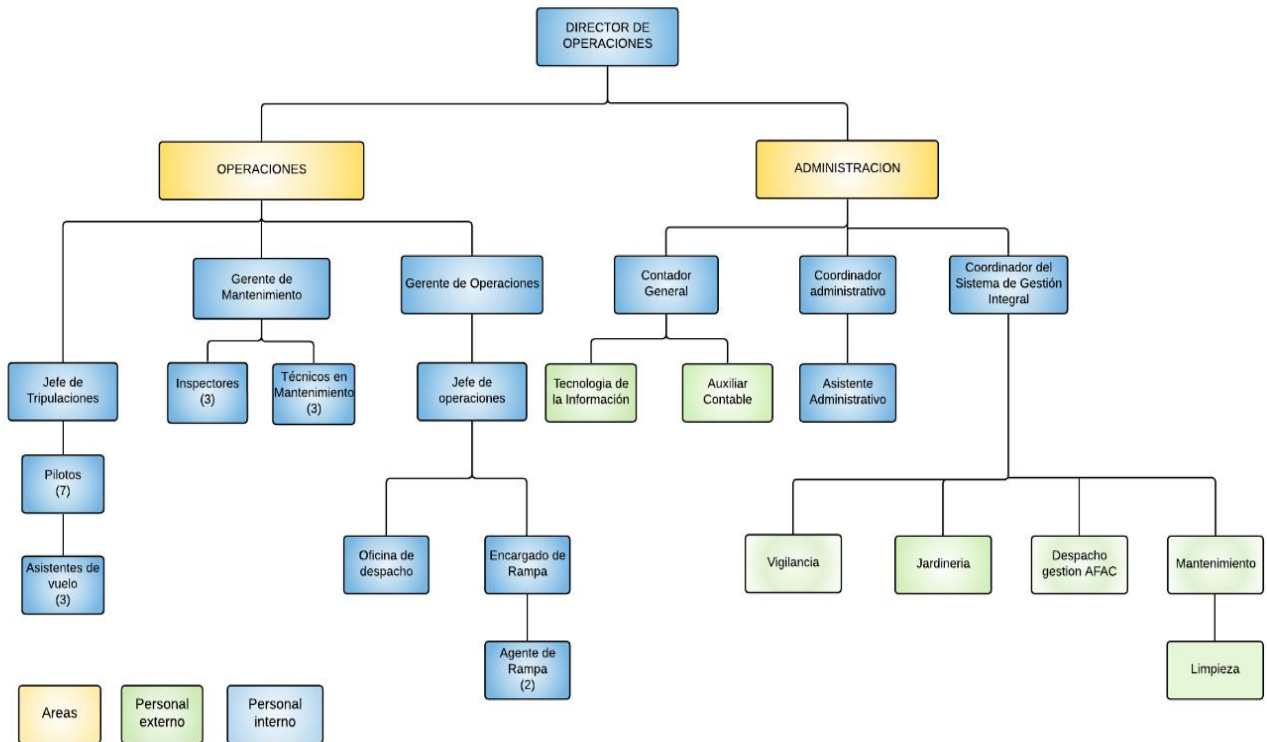 DIRECTOR DE
OPERACIONES
OPERACIONES
ADMINISTRACION
Gerente de
Mantenimiento
Gerente de Operaciones
Contador
General
Coordinador
administrativo
Coordinador del
Sistema de Gestión
Integral
Jefe de
Tripulaciones
Inspectores
(3)
Técnicos en
Mantenimiento
(3)
Jefe de
operaciones
Tecnologia de
la Información
Auxiliar
Contable
Asistente
Administrativo
Pilotos
(7)
Asistentes de
vuelo
(3)
Oficina de
despacho
Encargado de
Rampa
Vigilancia
Jardineria
Despacho
gestion AFAC
Mantenimiento
Agente de
Rampa
(2)
Limpieza
Areas
Personal
externo
Personal
interno